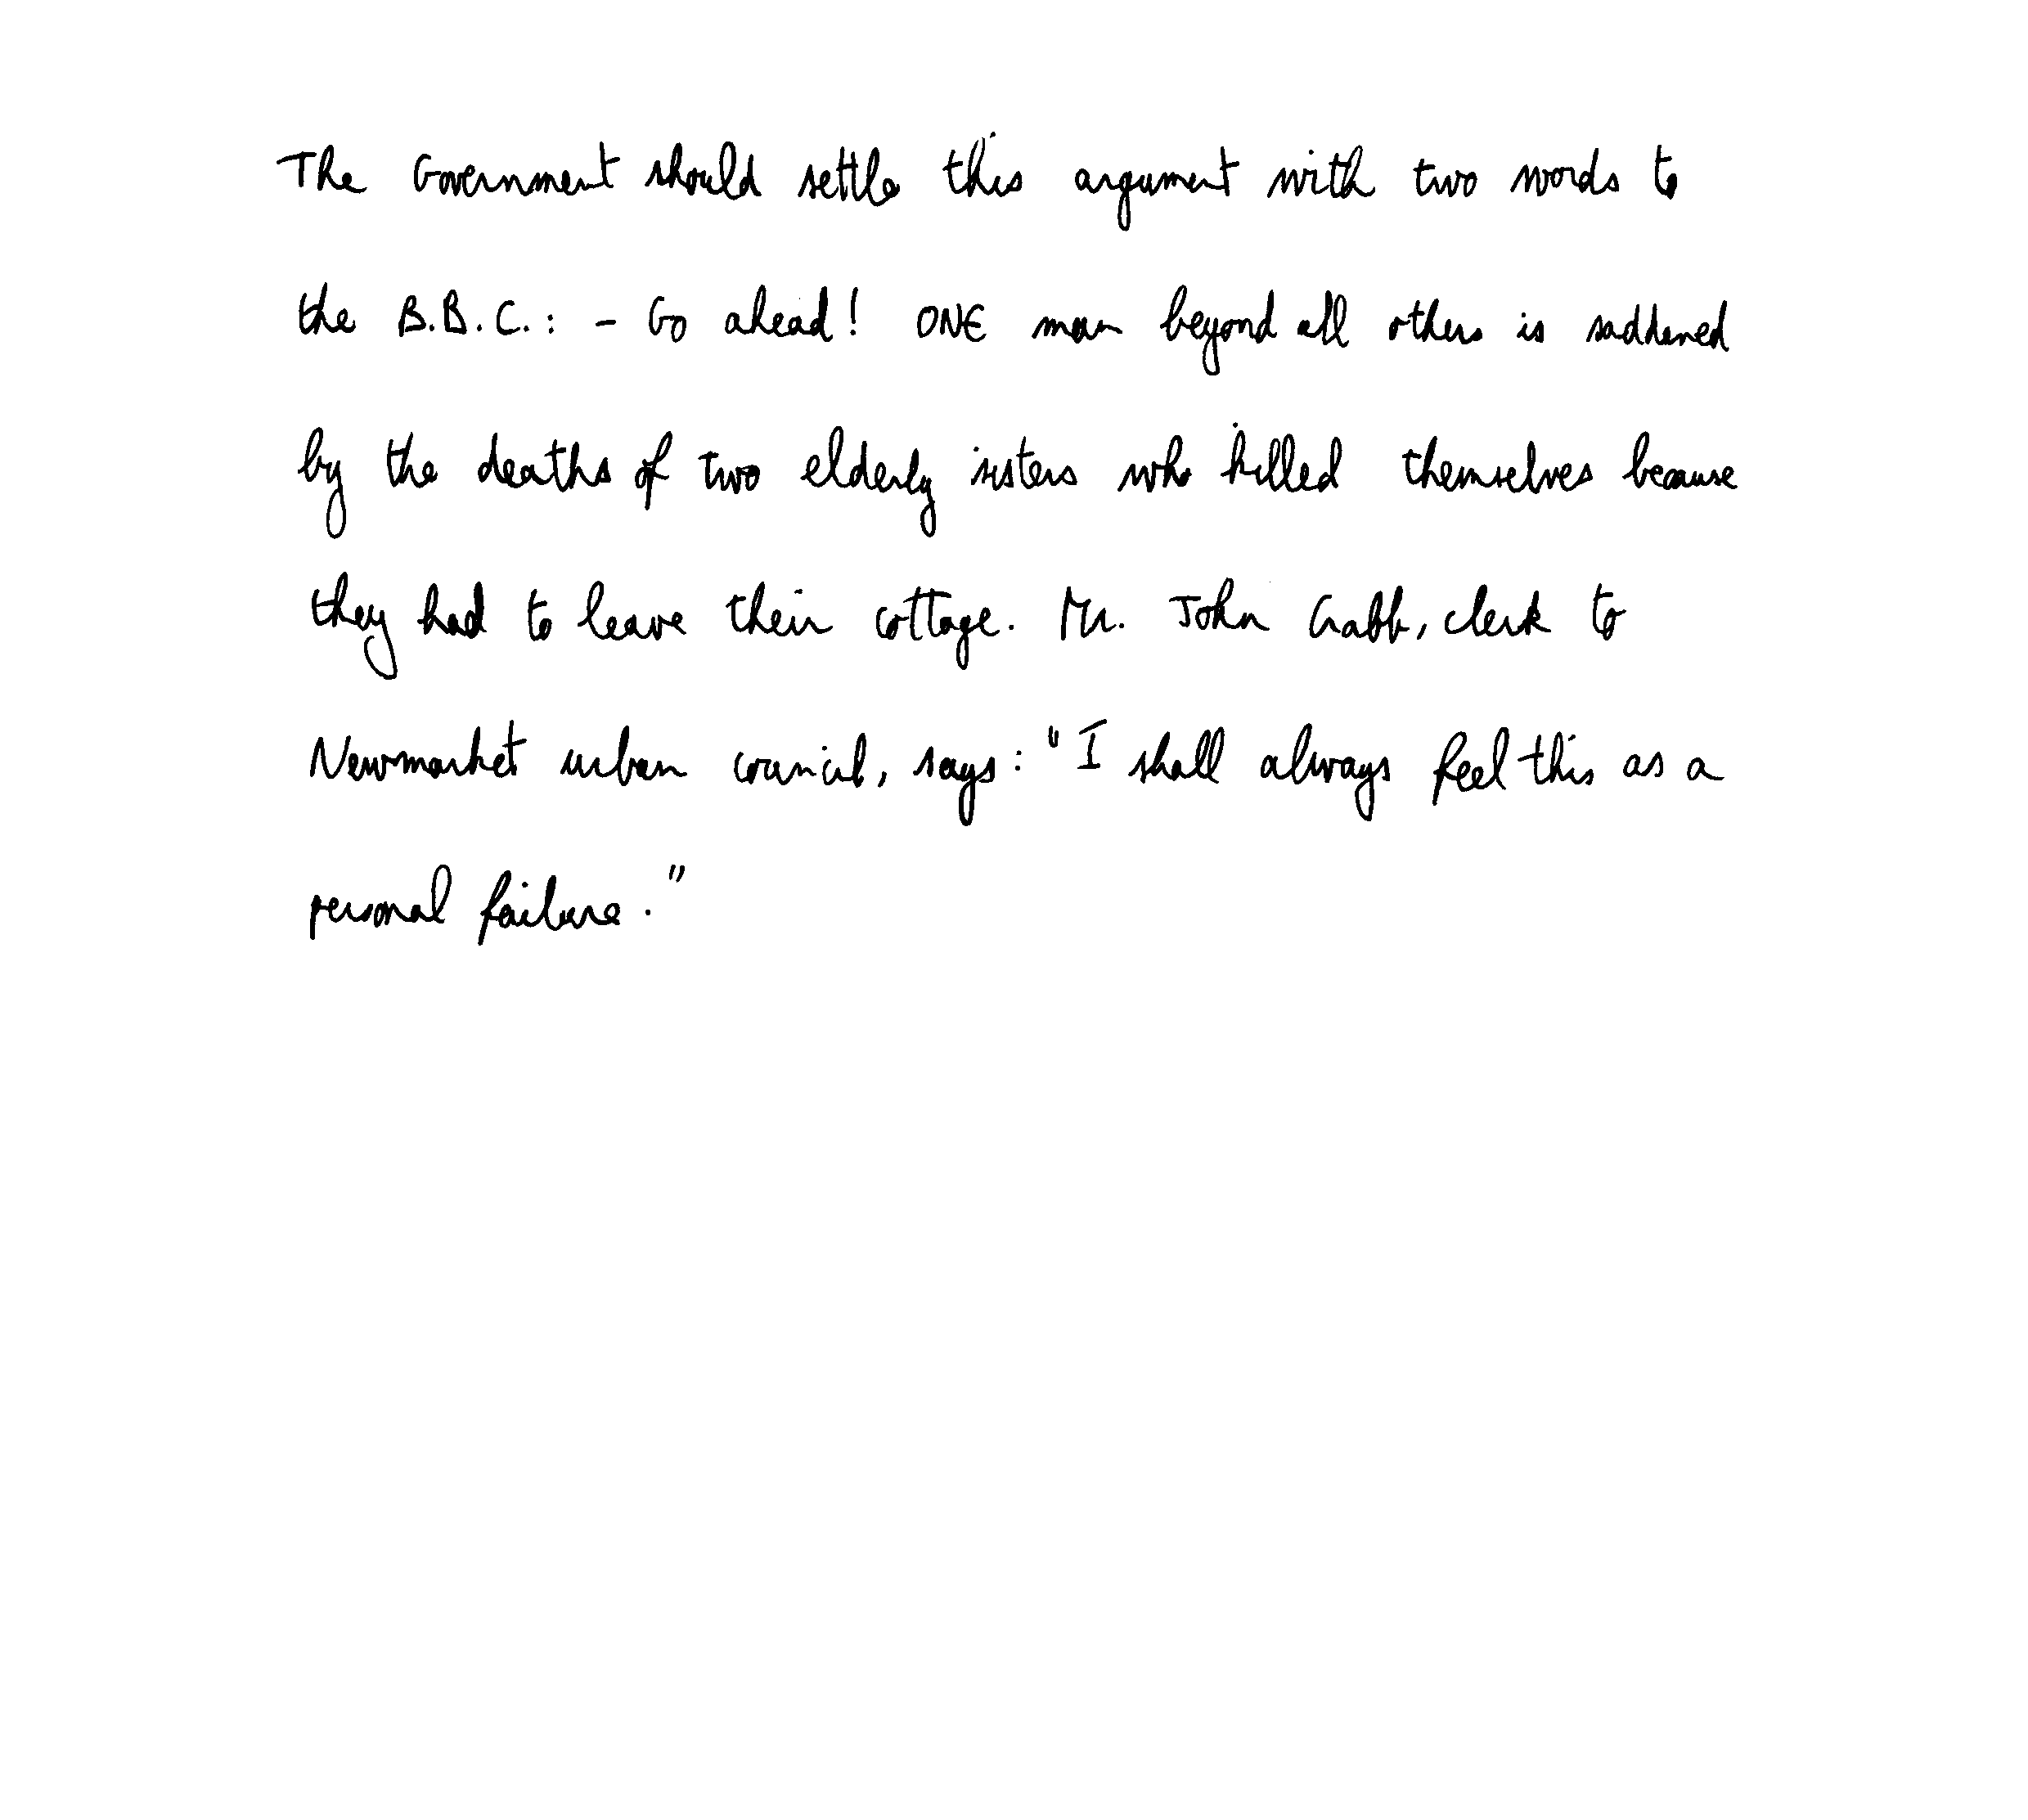 The Government should settle this argument with two words to
the B.B.C.: - Go ahead! ONE man beyond all others is saddened
by the deaths of two elderly sisters who killed themselves because
they had to leave their cottage. Mr. John Crabb, clerk to
Newmarket urban council, says: "I shall always feel this as a
personal failure."